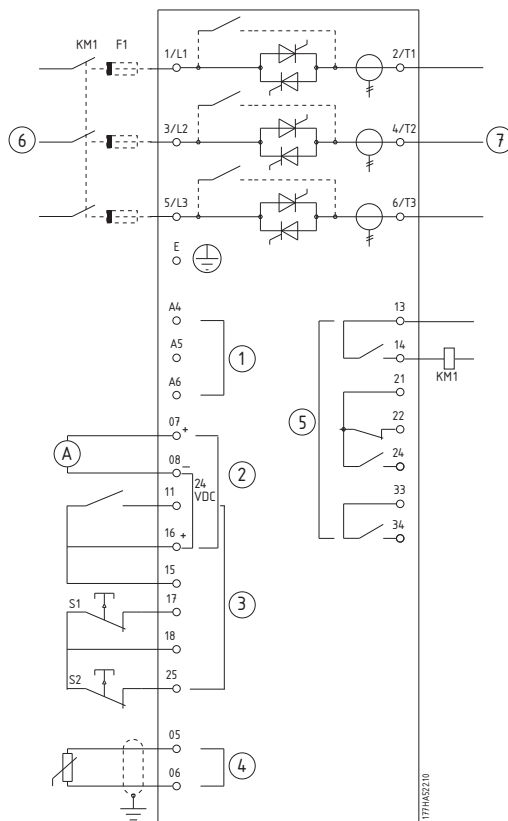 KM1 F1 1/L1 2/T1
6 3/L2 4/T2 7
5/L3 6/T3
E
A4 13
1
A5 14
KM1
A6 21
5
07 + 22
A 2
08 - 24
24 VDC
11 33
16 + 34
15
3
S1 17
18
S2 25
05
4
06
177HA522.10